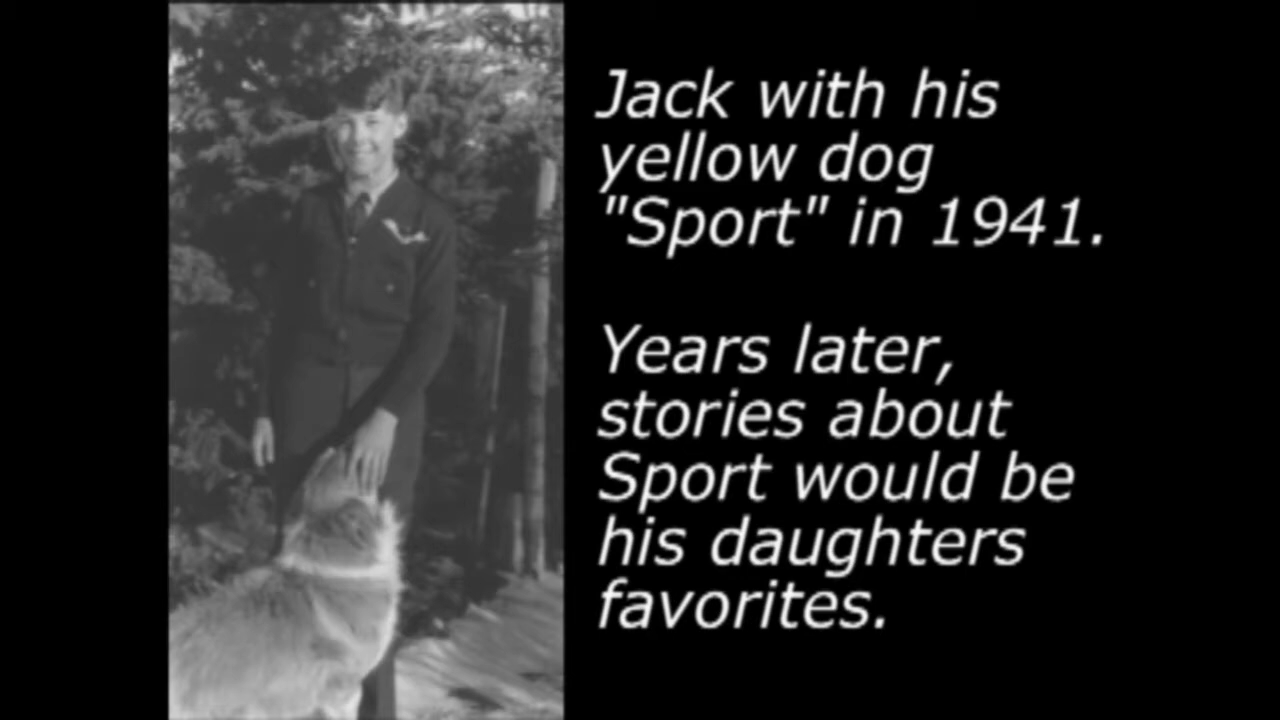 Jack with his
yellow dog
"Sport" in 1941.
Years later,
stories about
Sport would be
his daughters
favorites.